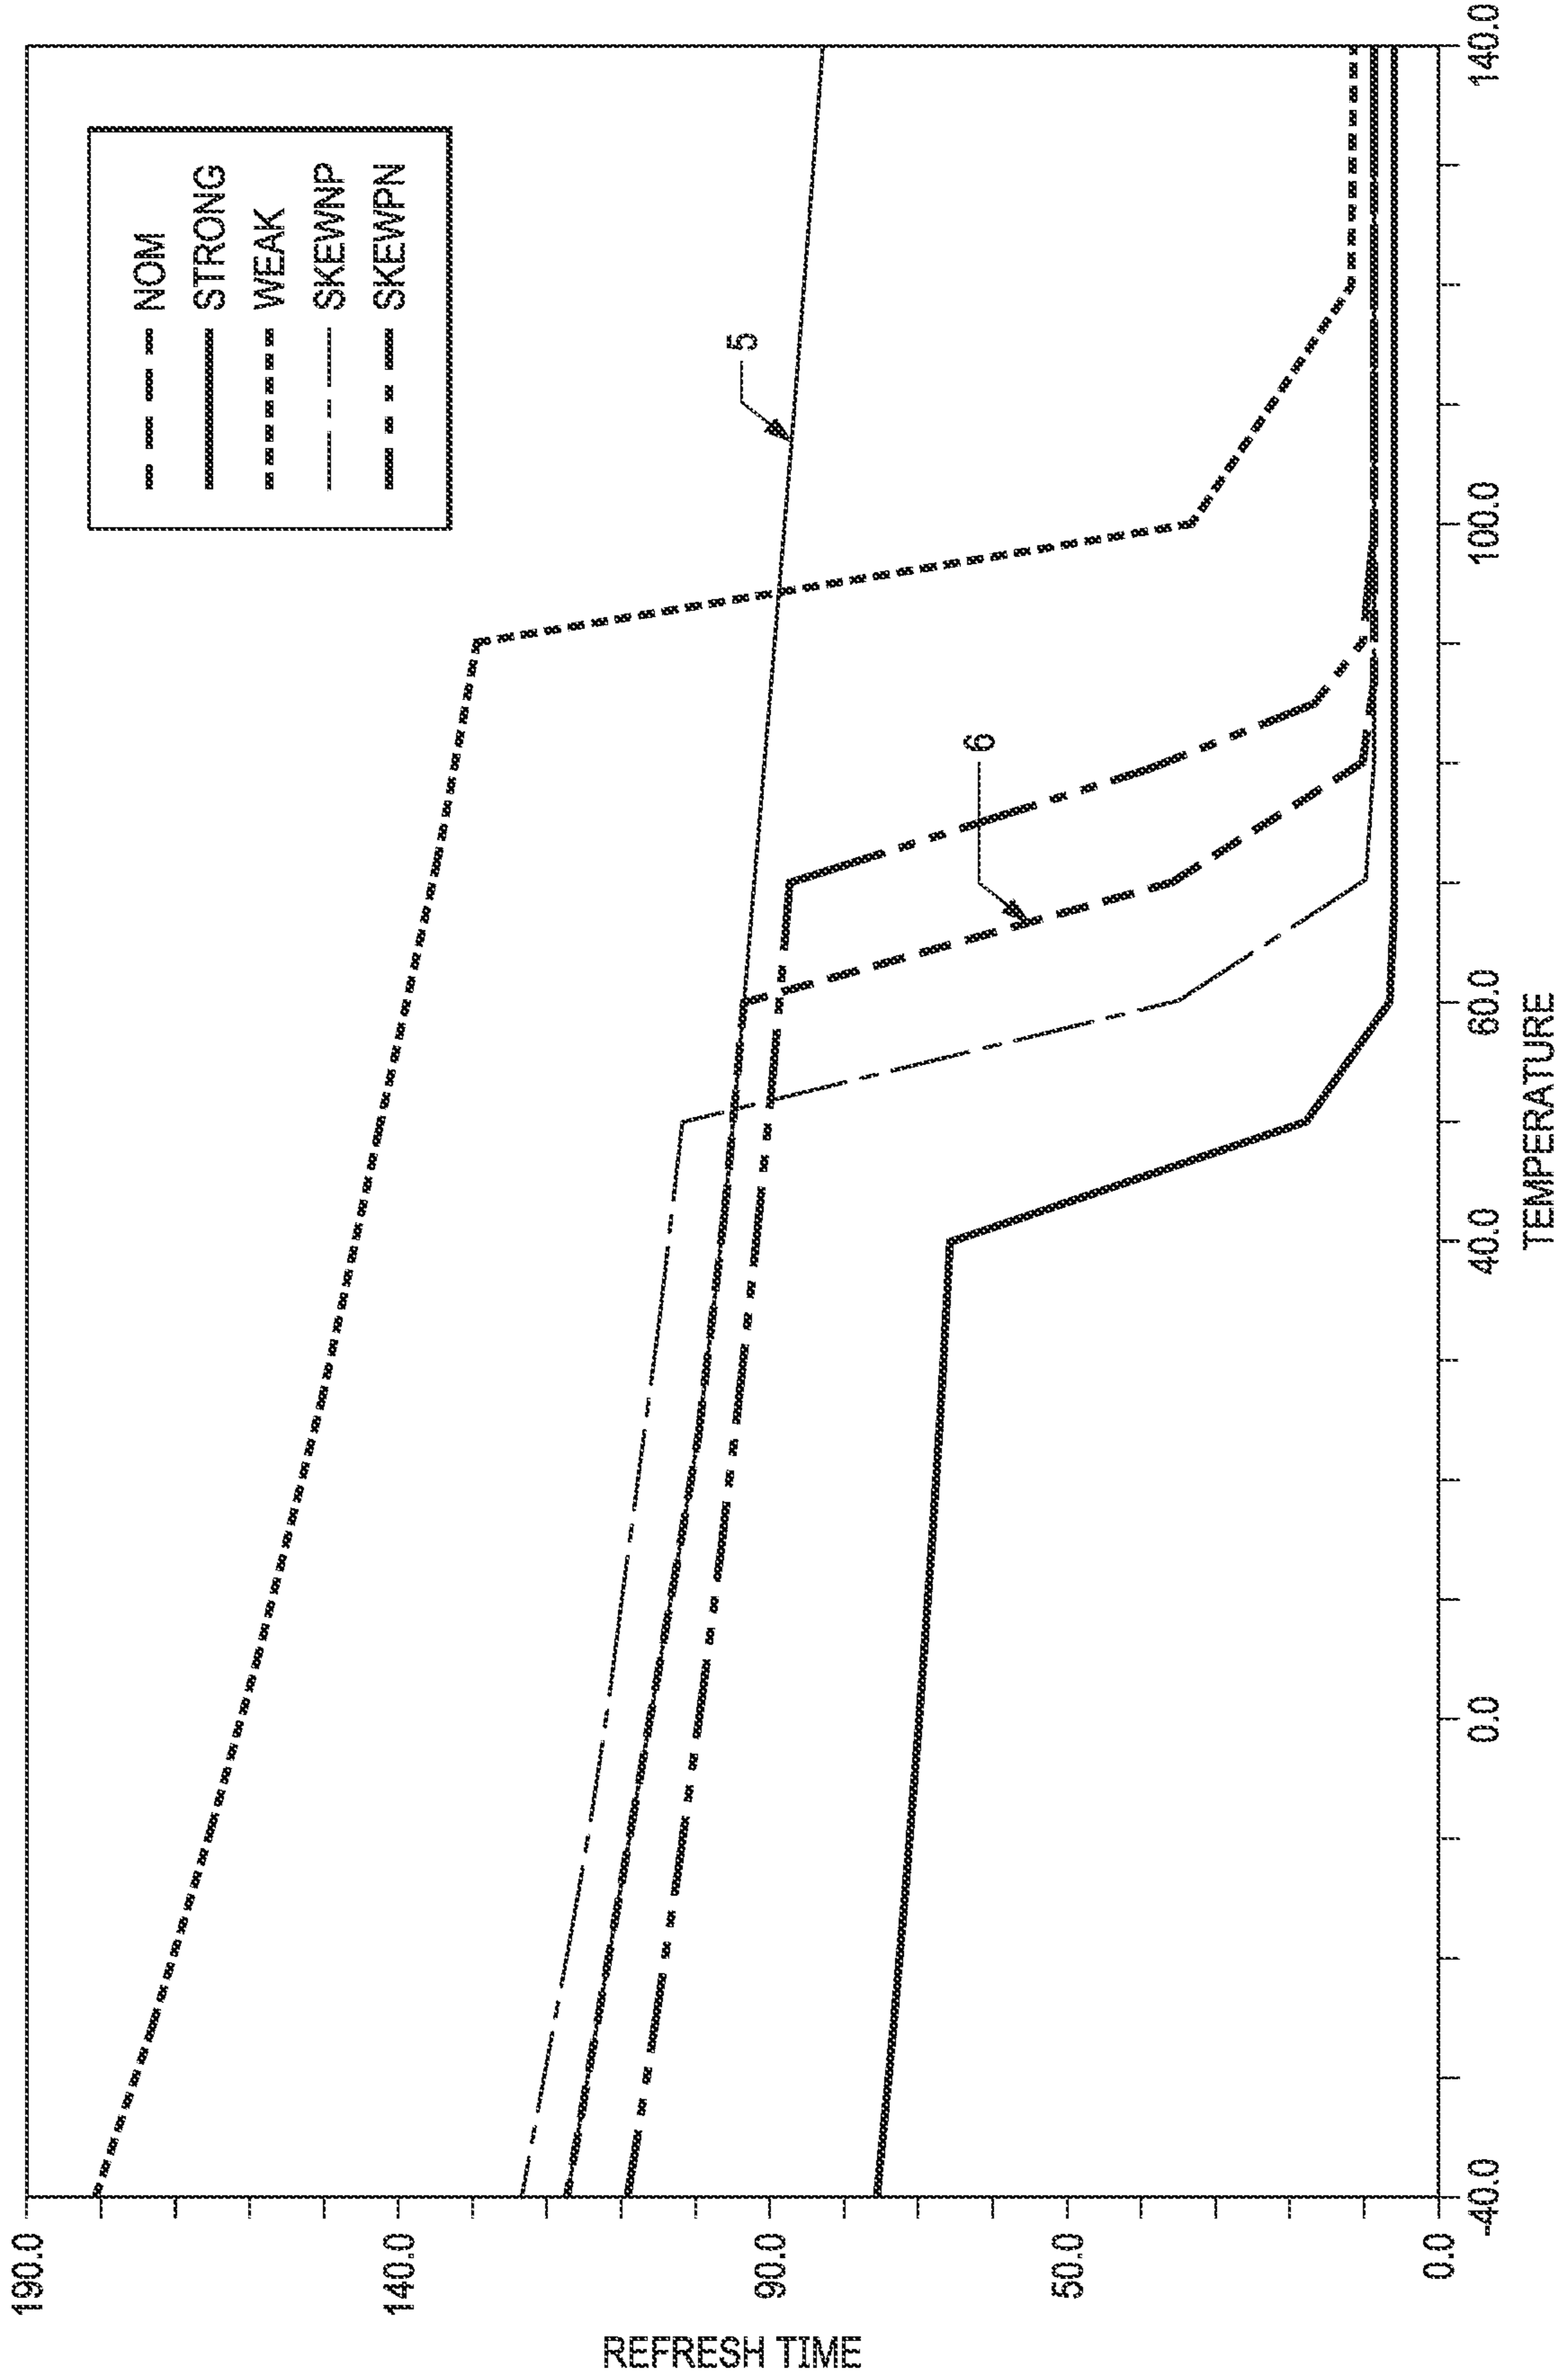 190.0
140.0
90.0
50.0
0.0
REFRESH TIME
NOM
STRONG
WEAK
SKEWNP
SKEWPN
5
6
-40.0
0.0
40.0
60.0
100.0
140.0
TEMPERATURE